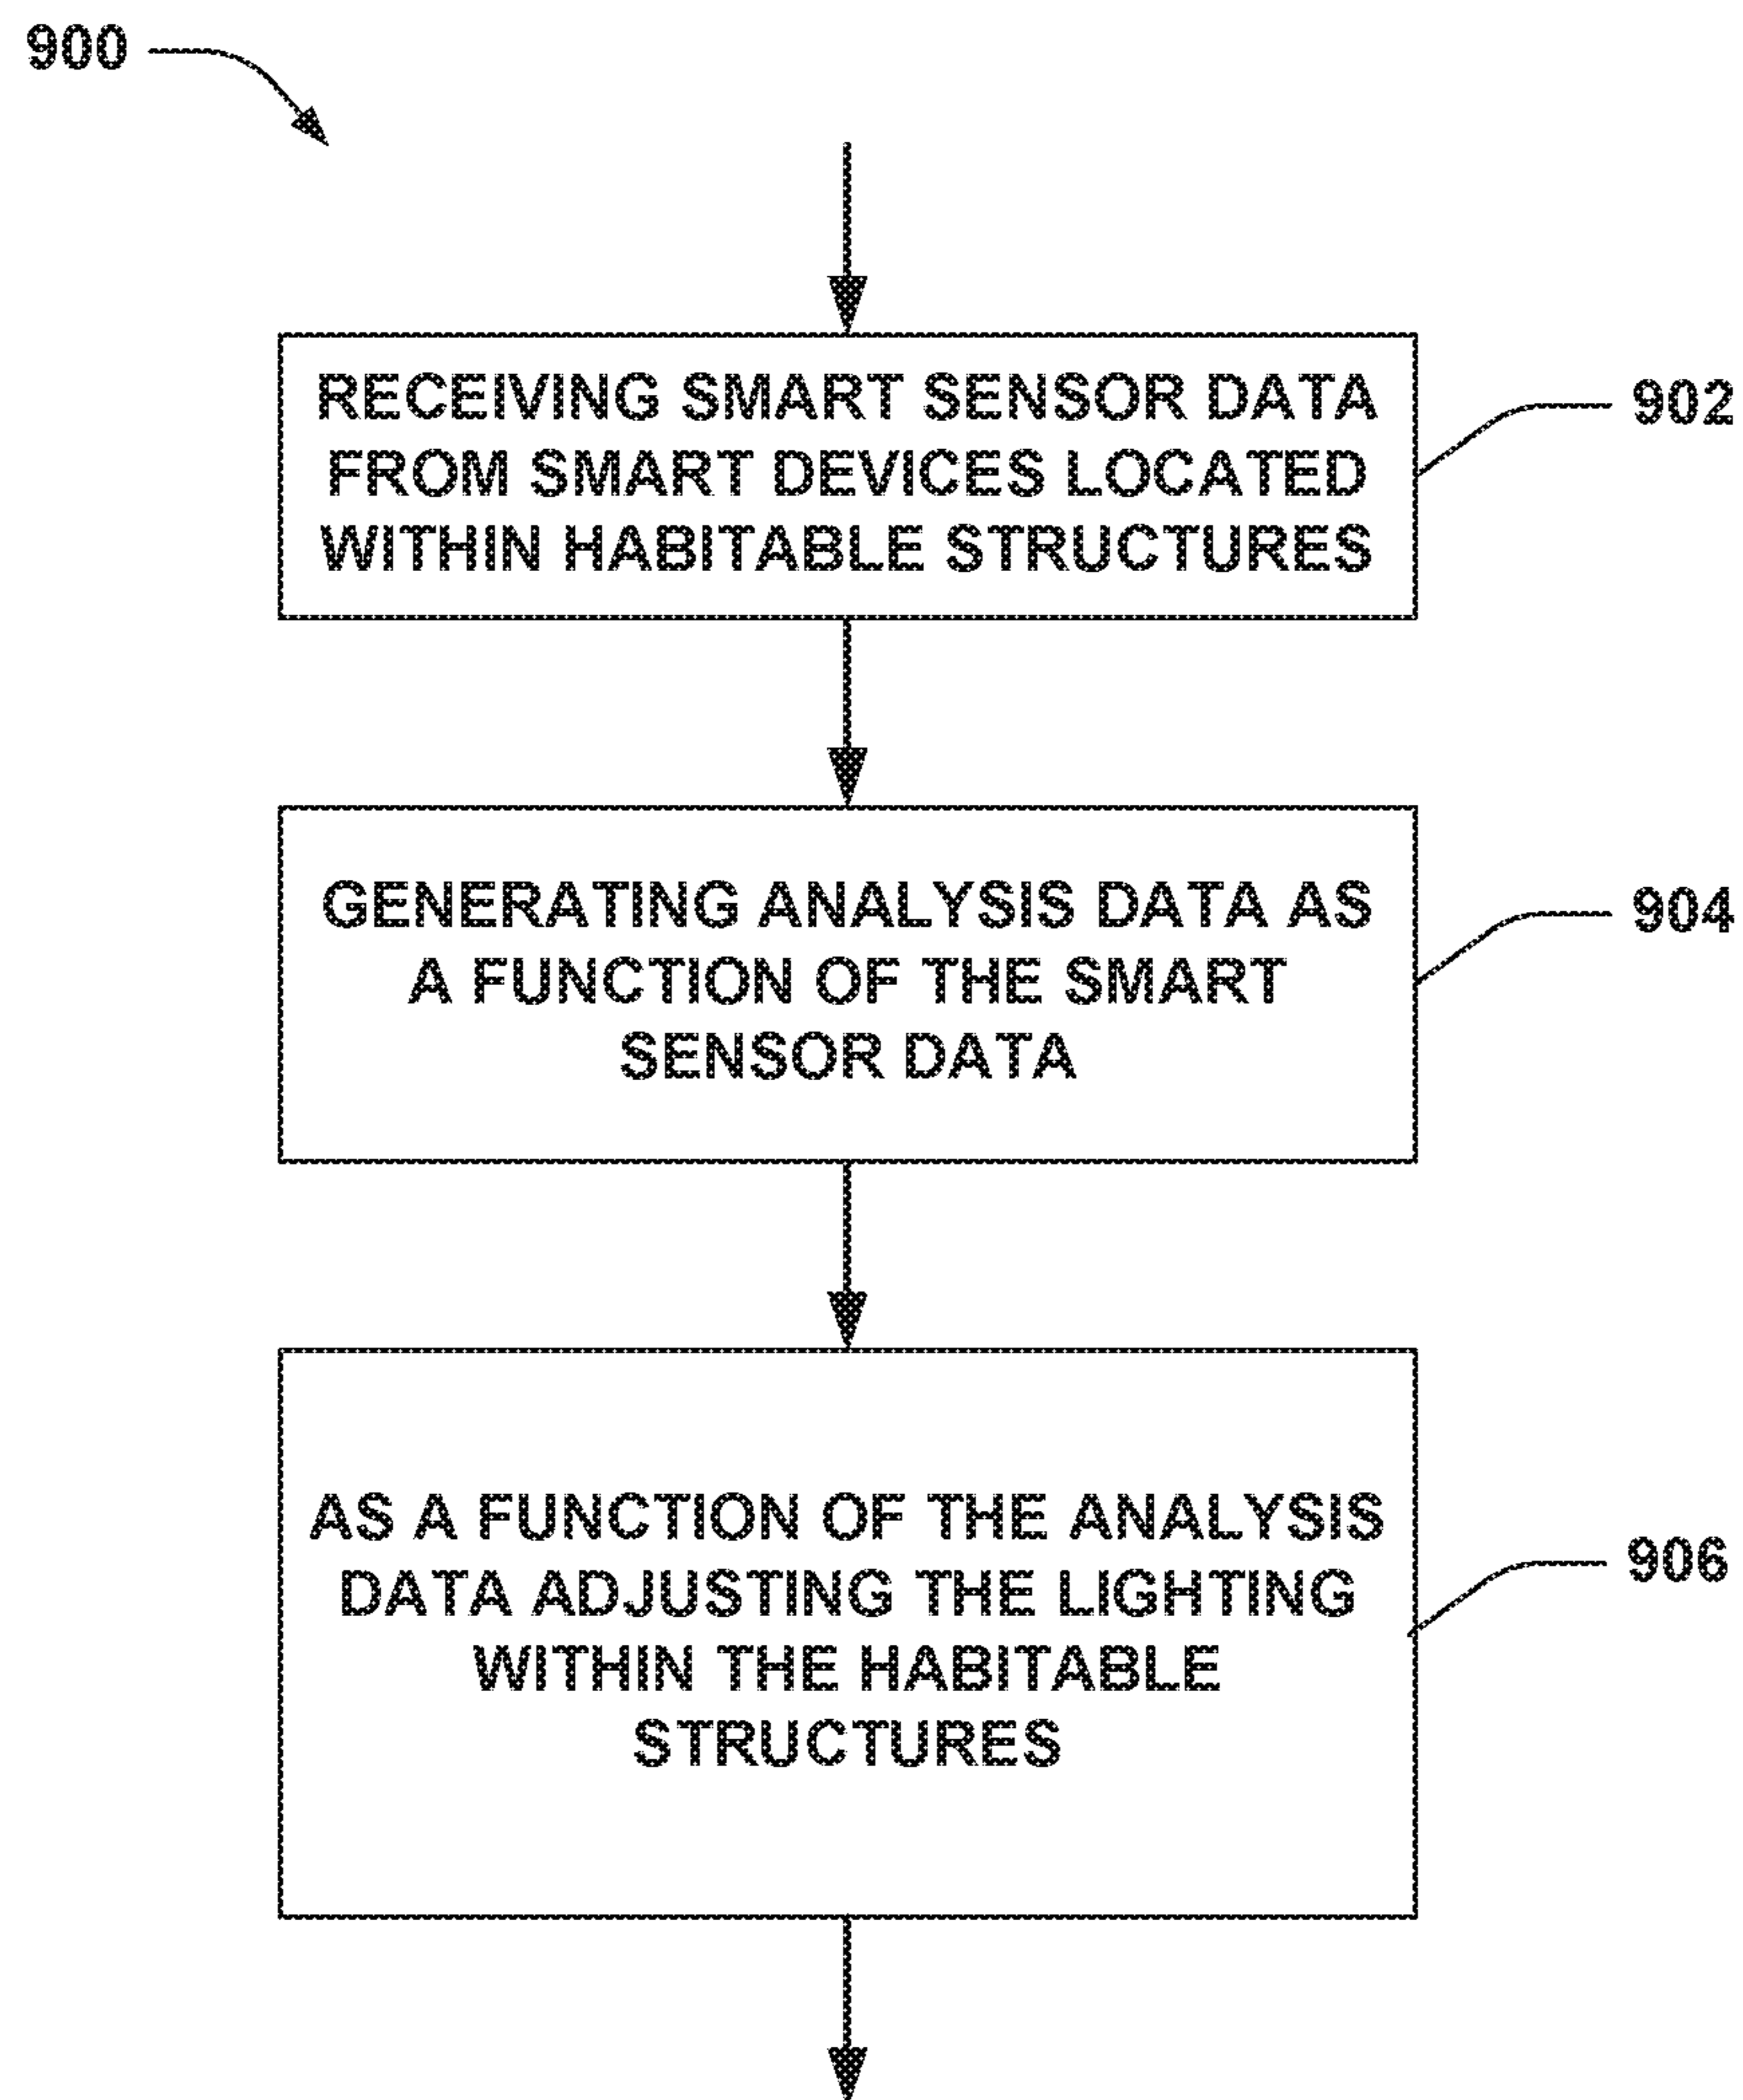 900
RECEIVING SMART SENSOR DATA
FROM SMART DEVICES LOCATED
WITHIN HABITABLE STRUCTURES
902
GENERATING ANALYSIS DATA AS
A FUNCTION OF THE SMART
SENSOR DATA
904
AS A FUNCTION OF THE ANALYSIS
DATA ADJUSTING THE LIGHTING
WITHIN THE HABITABLE
STRUCTURES
906